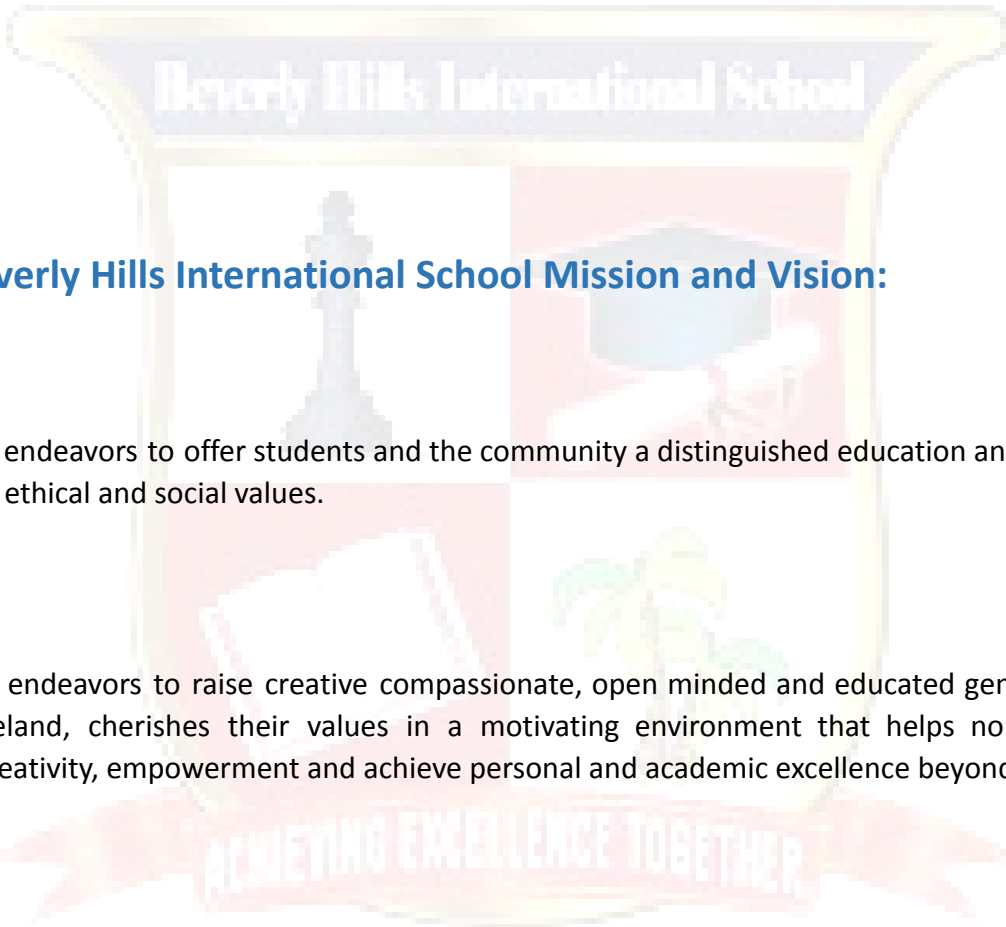 Beverly Hills International School
verly Hills International School Mission and Vision:
endeavors to offer students and the community a distinguished education an
ethical and social values.
endeavors to raise creative compassionate, open minded and educated gen
eland, cherishes their values in a motivating environment that helps no
eativity, empowerment and achieve personal and academic excellence beyond
ACHIEVING EXCELLENCE TOGETHER